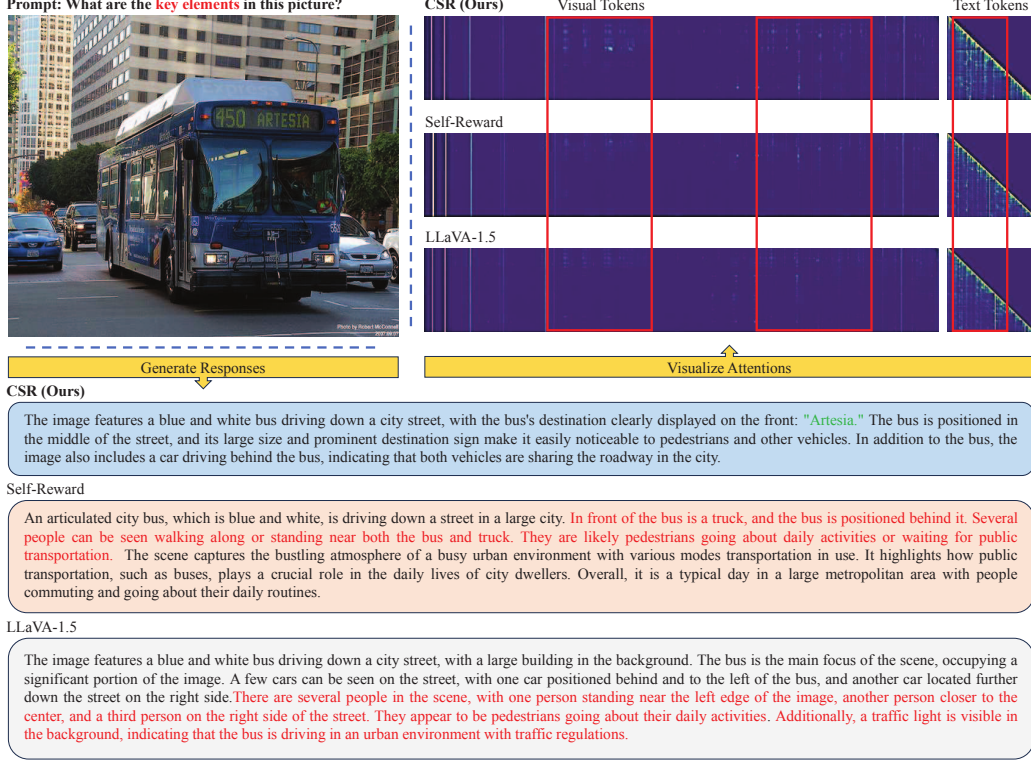 Prompt: What are the key elements in this picture?
CSR (Ours)
Visual Tokens
Text Tokens
Express
450 ARTESIA
Photo by Robert McConnell
Self-Reward
LLaVA-1.5
Generate Responses
Visualize Attentions
CSR (Ours)
The image features a blue and white bus driving down a city street, with the bus's destination clearly displayed on the front: "Artesia." The bus is positioned in
the middle of the street, and its large size and prominent destination sign make it easily noticeable to pedestrians and other vehicles. In addition to the bus, the
image also includes a car driving behind the bus, indicating that both vehicles are sharing the roadway in the city.
Self-Reward
An articulated city bus, which is blue and white, is driving down a street in a large city. In front of the bus is a truck, and the bus is positioned behind it. Several
people can be seen walking along or standing near both the bus and truck. They are likely pedestrians going about daily activities or waiting for public
transportation. The scene captures the bustling atmosphere of a busy urban environment with various modes transportation in use. It highlights how public
transportation, such as buses, plays a crucial role in the daily lives of city dwellers. Overall, it is a typical day in a large metropolitan area with people
commuting and going about their daily routines.
LLaVA-1.5
The image features a blue and white bus driving down a city street, with a large building in the background. The bus is the main focus of the scene, occupying a
significant portion of the image. A few cars can be seen on the street, with one car positioned behind and to the left of the bus, and another car located further
down the street on the right side.There are several people in the scene, with one person standing near the left edge of the image, another person closer to the
center, and a third person on the right side of the street. They appear to be pedestrians going about their daily activities. Additionally, a traffic light is visible in
the background, indicating that the bus is driving in an urban environment with traffic regulations.